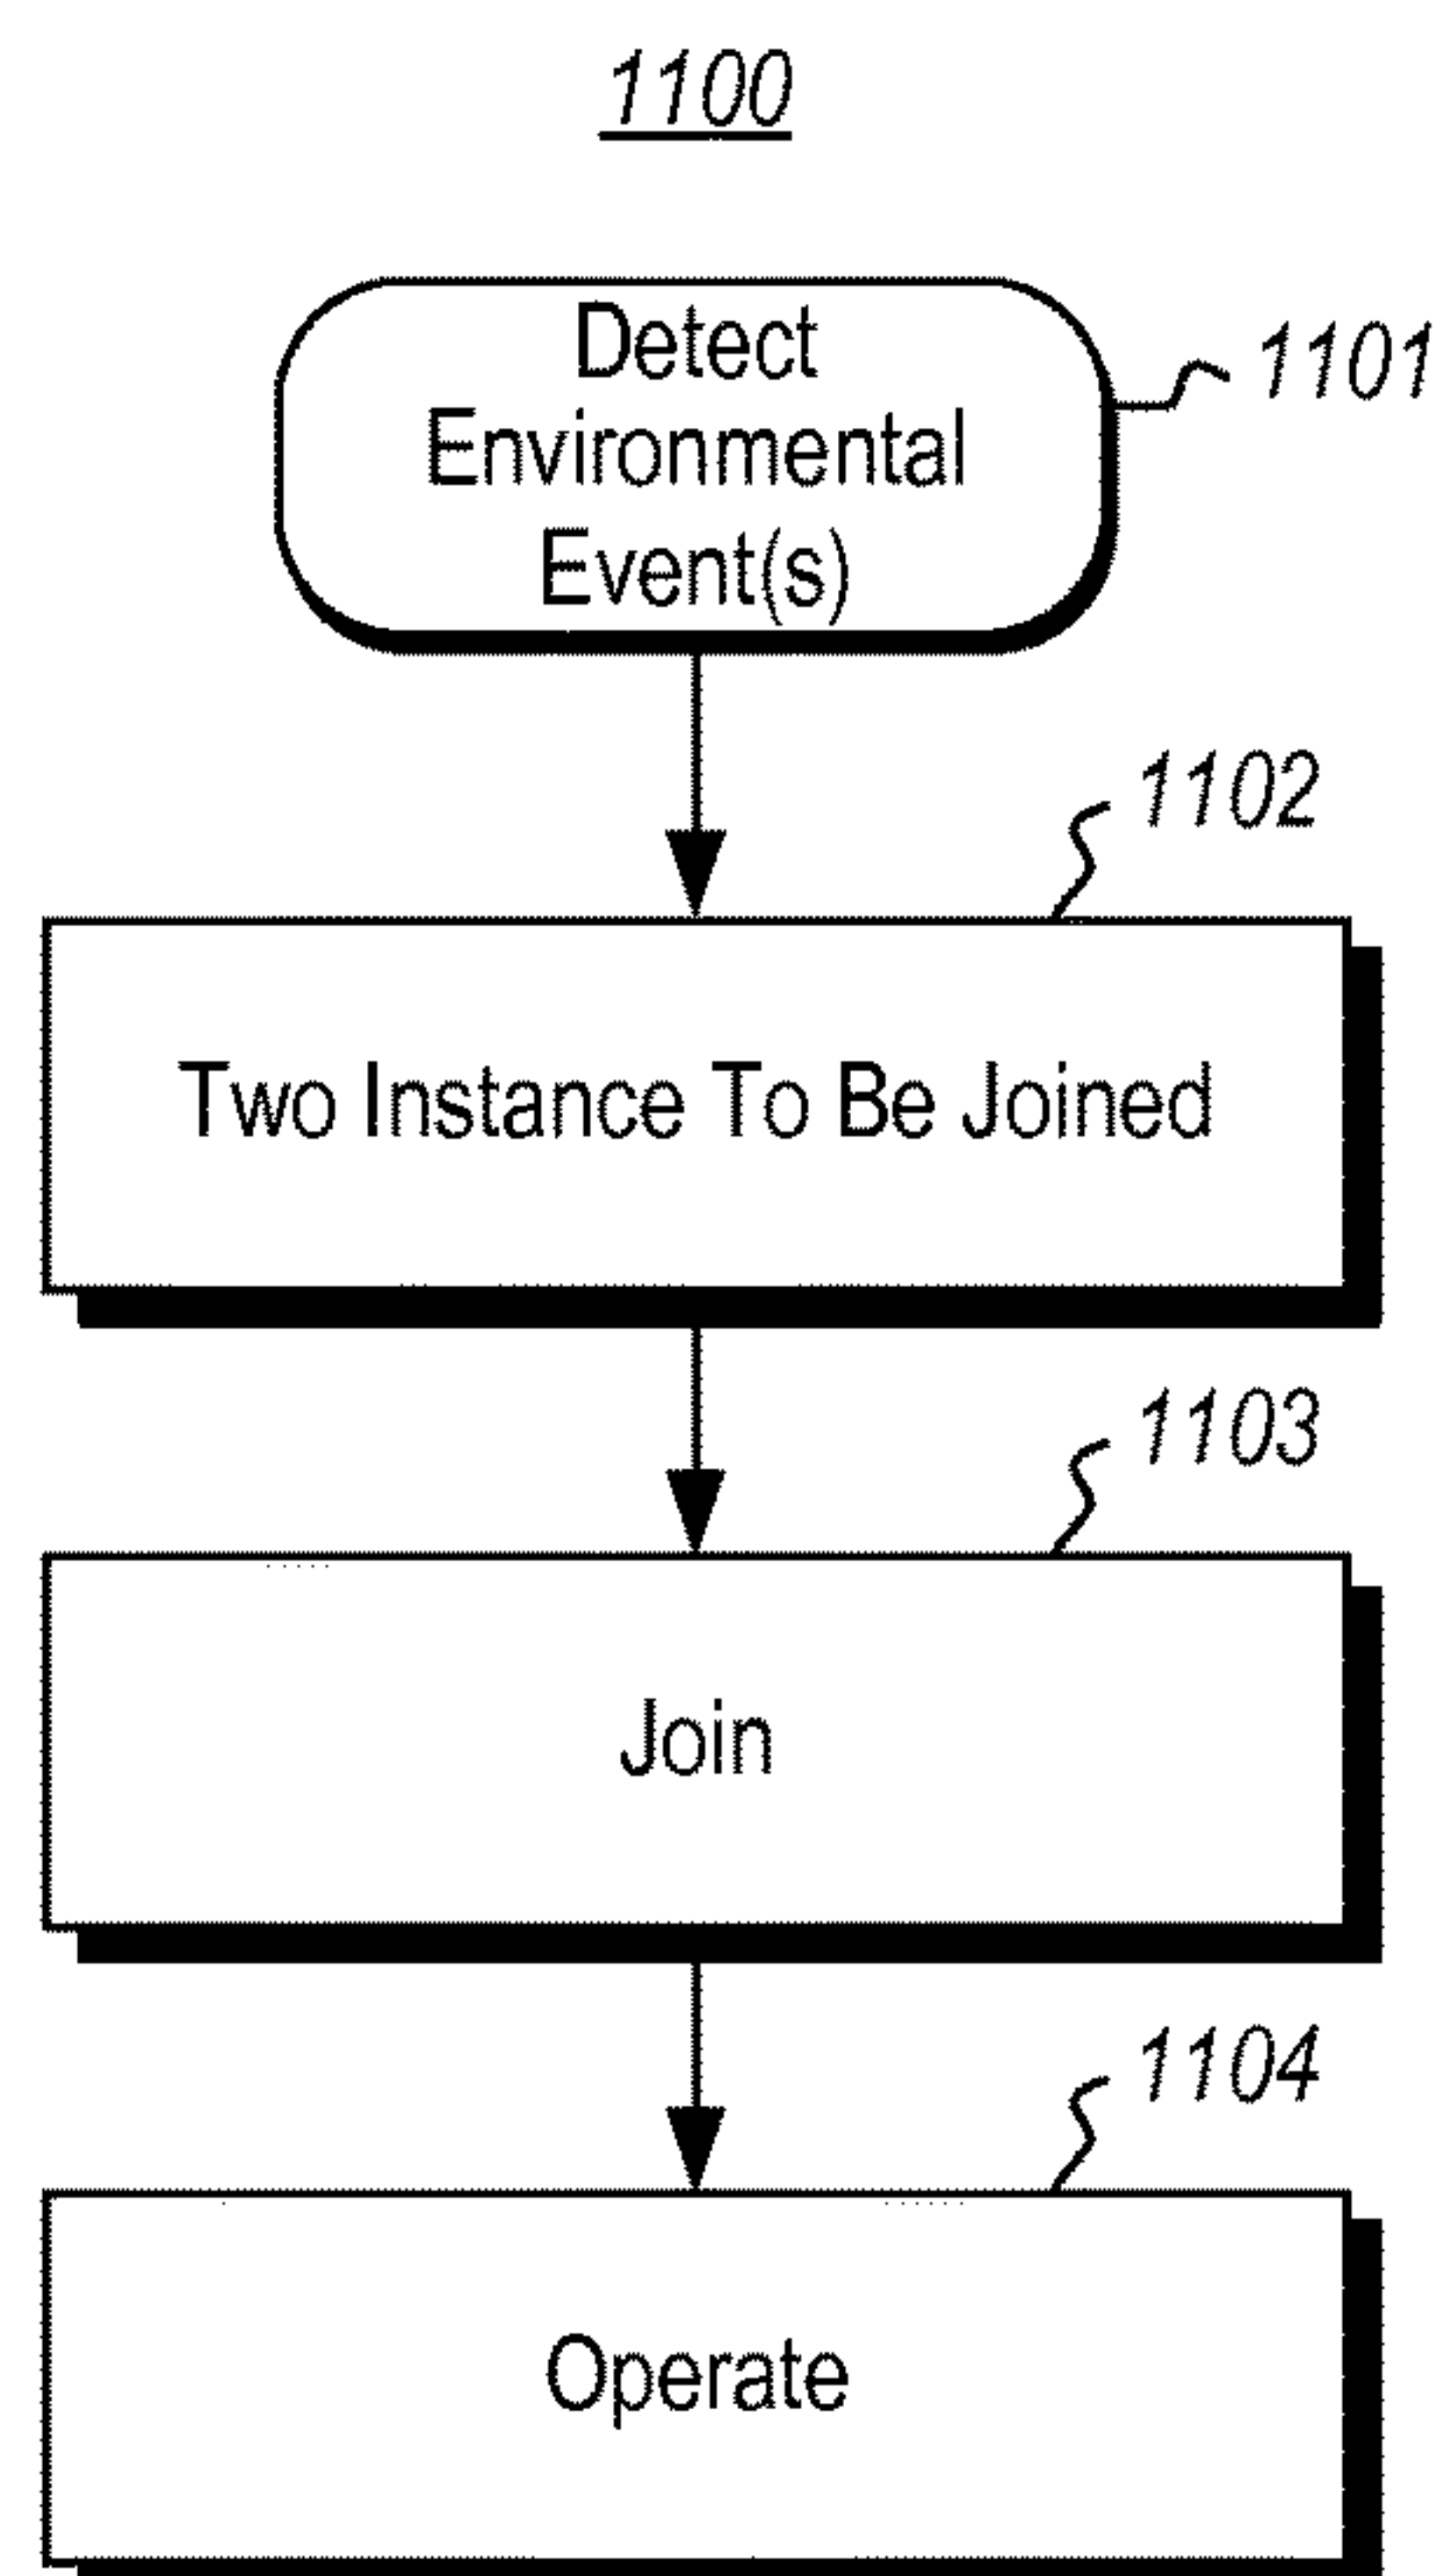 1100
Detect
Environmental
Event(s)
1101
1102
Two Instance To Be Joined
1103
Join
1104
Operate